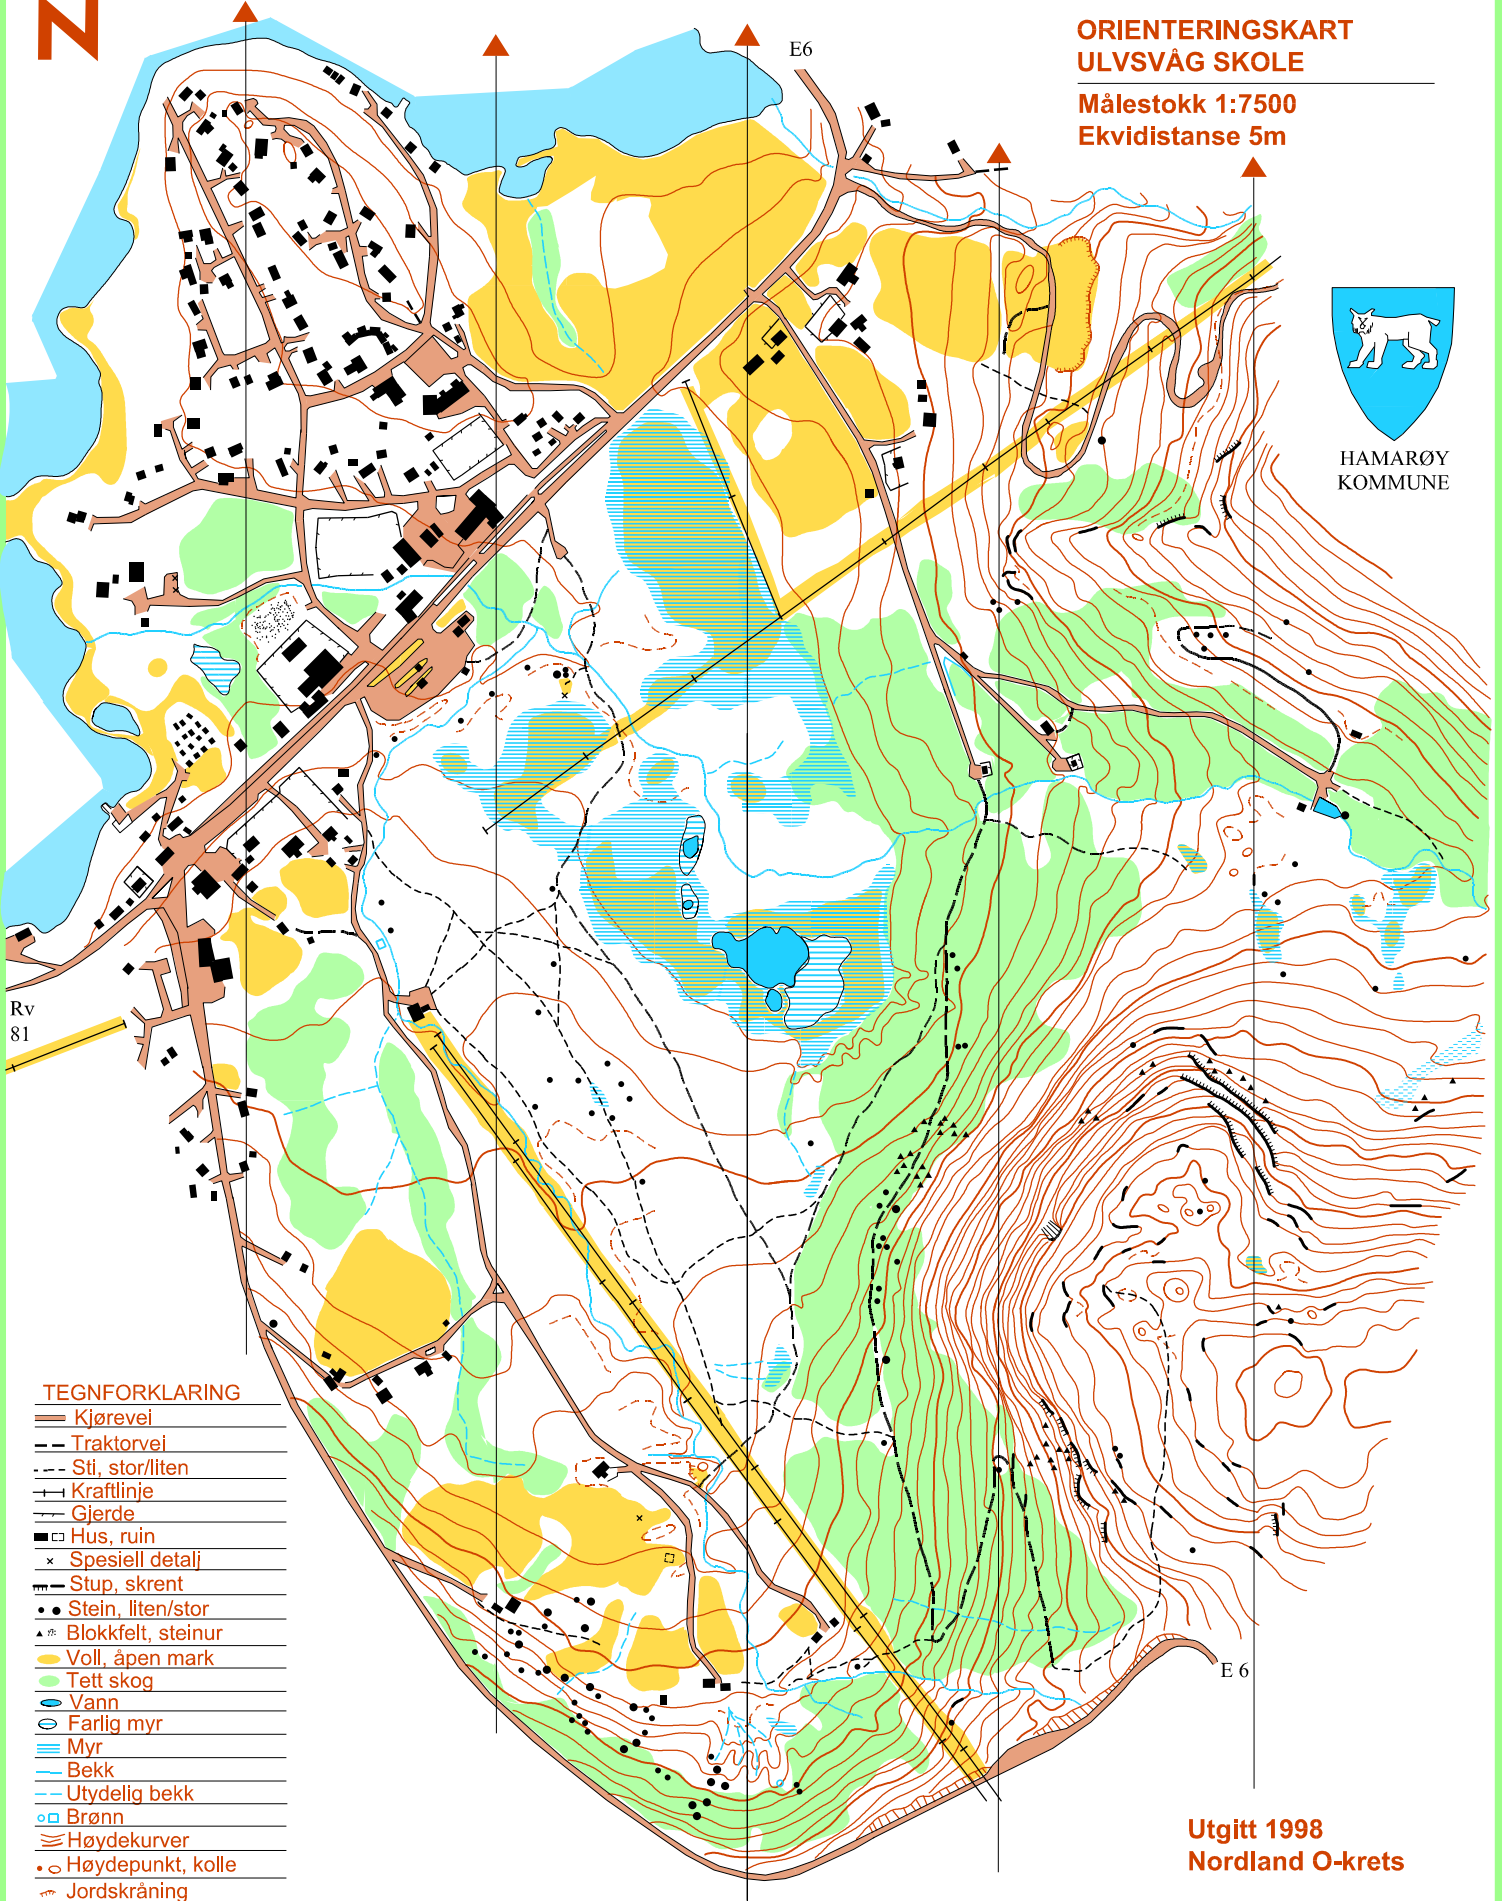 N
E6
ORIENTERINGSKART
ULVSVÅG SKOLE
Målestokk 1:7500
Ekvidistanse 5m
HAMARØY
KOMMUNE
Rv
81
E 6
TEGNFORKLARING
Kjørevei
Traktorvei
Sti, stor/liten
Kraftlinje
Gjerde
Hus, ruin
Spesiell detalj
Stup, skrent
Stein, liten/stor
Blokkfelt, steinur
Voll, åpen mark
Tett skog
Vann
Farlig myr
Myr
Bekk
Utydelig bekk
Brønn
Høydekurver
Høydepunkt, kolle
Jordskråning
Utgitt 1998
Nordland O-krets